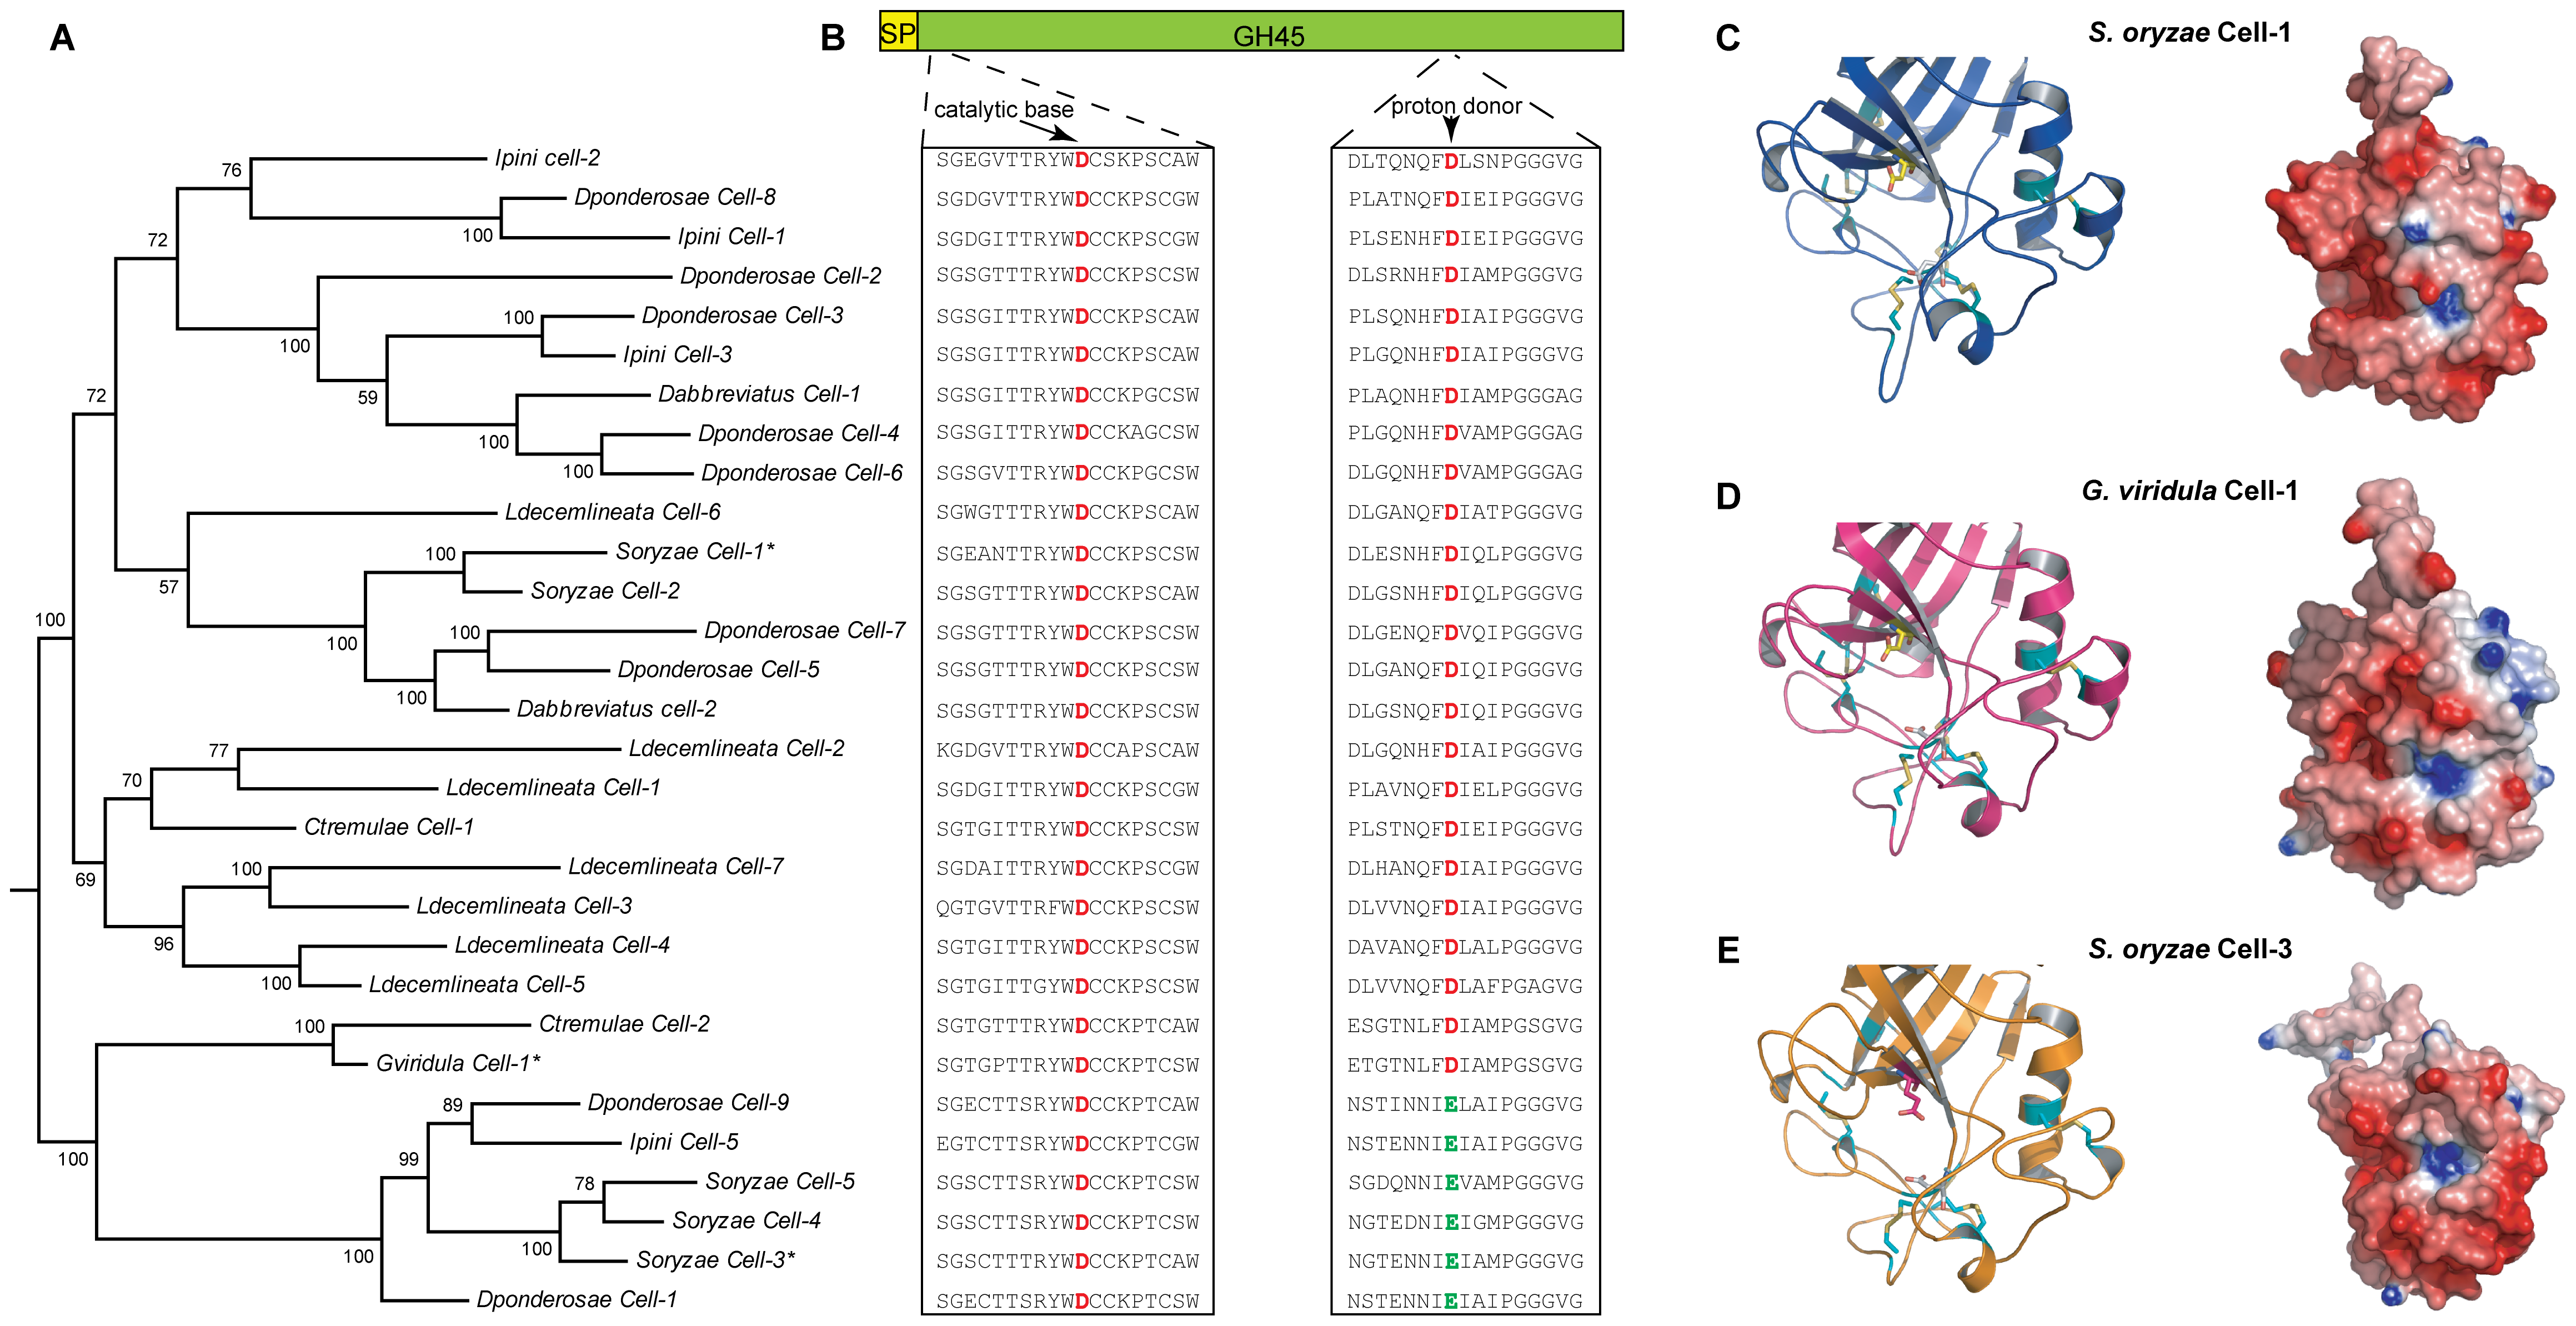 A
B
SP
GH45
C
S. oryzae Cell-1
catalytic base
proton donor
Ipini cell-2
SGEGVTTRYWDCSKPSCAW
DLTQNQFDLSNPGGGVG
76
Dponderosae Cell-8
SGDGVTTRYWDCCKPSCGW
PLATNQFDIEIPGGGVG
100
Ipini Cell-1
SGDGITTRYWDCCKPSCGW
PLSENHFDIEIPGGGVG
72
Dponderosae Cell-2
SGSGTTTRYWDCCKPSCSW
DLSRNHFDIAMPGGGVG
100
Dponderosae Cell-3
SGSGITTRYWDCCKPSCAW
PLSQNHFDIAIPGGGVG
100
Ipini Cell-3
SGSGITTRYWDCCKPSCAW
PLGQNHFDIAIPGGGVG
72
59
Dabbreviatus Cell-1
SGSGITTRYWDCCKPGCSW
PLAQNHFDIAMPGGGAG
100
Dponderosae Cell-4
SGSGITTRYWDCCKAGCSW
PLGQNHFDVAMPGGGAG
100
Dponderosae Cell-6
SGSGVTTRYWDCCKPGCSW
DLGQNHFDVAMPGGGAG
D
G. viridula Cell-1
Ldecemlineata Cell-6
SGWGTTTRYWDCCKPSCAW
DLGANQFDIATPGGGVG
100
Soryzae Cell-1*
SGEANTTRYWDCCKPSCSW
DLESNHFDIQLPGGGVG
57
Soryzae Cell-2
SGSGTTTRYWDCCKPSCAW
DLGSNHFDIQLPGGGVG
100
100
100
Dponderosae Cell-7
SGSGTTTRYWDCCKPSCSW
DLGENQFDVQIPGGGVG
Dponderosae Cell-5
SGSGTTTRYWDCCKPSCSW
DLGANQFDIQIPGGGVG
100
Dabbreviatus cell-2
SGSGTTTRYWDCCKPSCSW
DLGSNQFDIQIPGGGVG
77
Ldecemlineata Cell-2
KGDGVTTRYWDCCAPSCAW
DLGQNHFDIAIPGGGVG
70
Ldecemlineata Cell-1
SGDGITTRYWDCCKPSCGW
PLAVNQFDIELPGGGVG
Ctremulae Cell-1
SGTGITTRYWDCCKPSCSW
PLSTNQFDIEIPGGGVG
69
100
Ldecemlineata Cell-7
SGDAITTRYWDCCKPSCGW
DLHANQFDIAIPGGGVG
Ldecemlineata Cell-3
QGTGVTTRFWDCCKPSCSW
DLVVNQFDIAIPGGGVG
E
S. oryzae Cell-3
96
Ldecemlineata Cell-4
SGTGITTRYWDCCKPSCSW
DAVANQFDLALPGGGVG
100
Ldecemlineata Cell-5
SGTGITTGYWDCCKPSCSW
DLVVNQFDLAFPGAGVG
100
Ctremulae Cell-2
SGTGTTTRYWDCCKPTCAW
ESGTNLFDIAMPGSGVG
Gviridula Cell-1*
SGTGPTTRYWDCCKPTCSW
ETGTNLFDIAMPGSGVG
89
Dponderosae Cell-9
SGECTTSRYWDCCKPTCAW
NSTINNIELAIPGGGVG
100
99
Ipini Cell-5
EGTCTTSRYWDCCKPTCGW
NSTENNIEIAIPGGGVG
78
Soryzae Cell-5
SGSCTTSRYWDCCKPTCSW
SGDQNNIEVAMPGGGVG
Soryzae Cell-4
SGSCTTSRYWDCCKPTCSW
NGTEDNIEIGMPGGGVG
100
100
Soryzae Cell-3*
SGSCTTTRYWDCCKPTCAW
NGTENNIEIAMPGGGVG
Dponderosae Cell-1
SGECTTSRYWDCCKPTCSW
NSTENNIEIAIPGGGVG